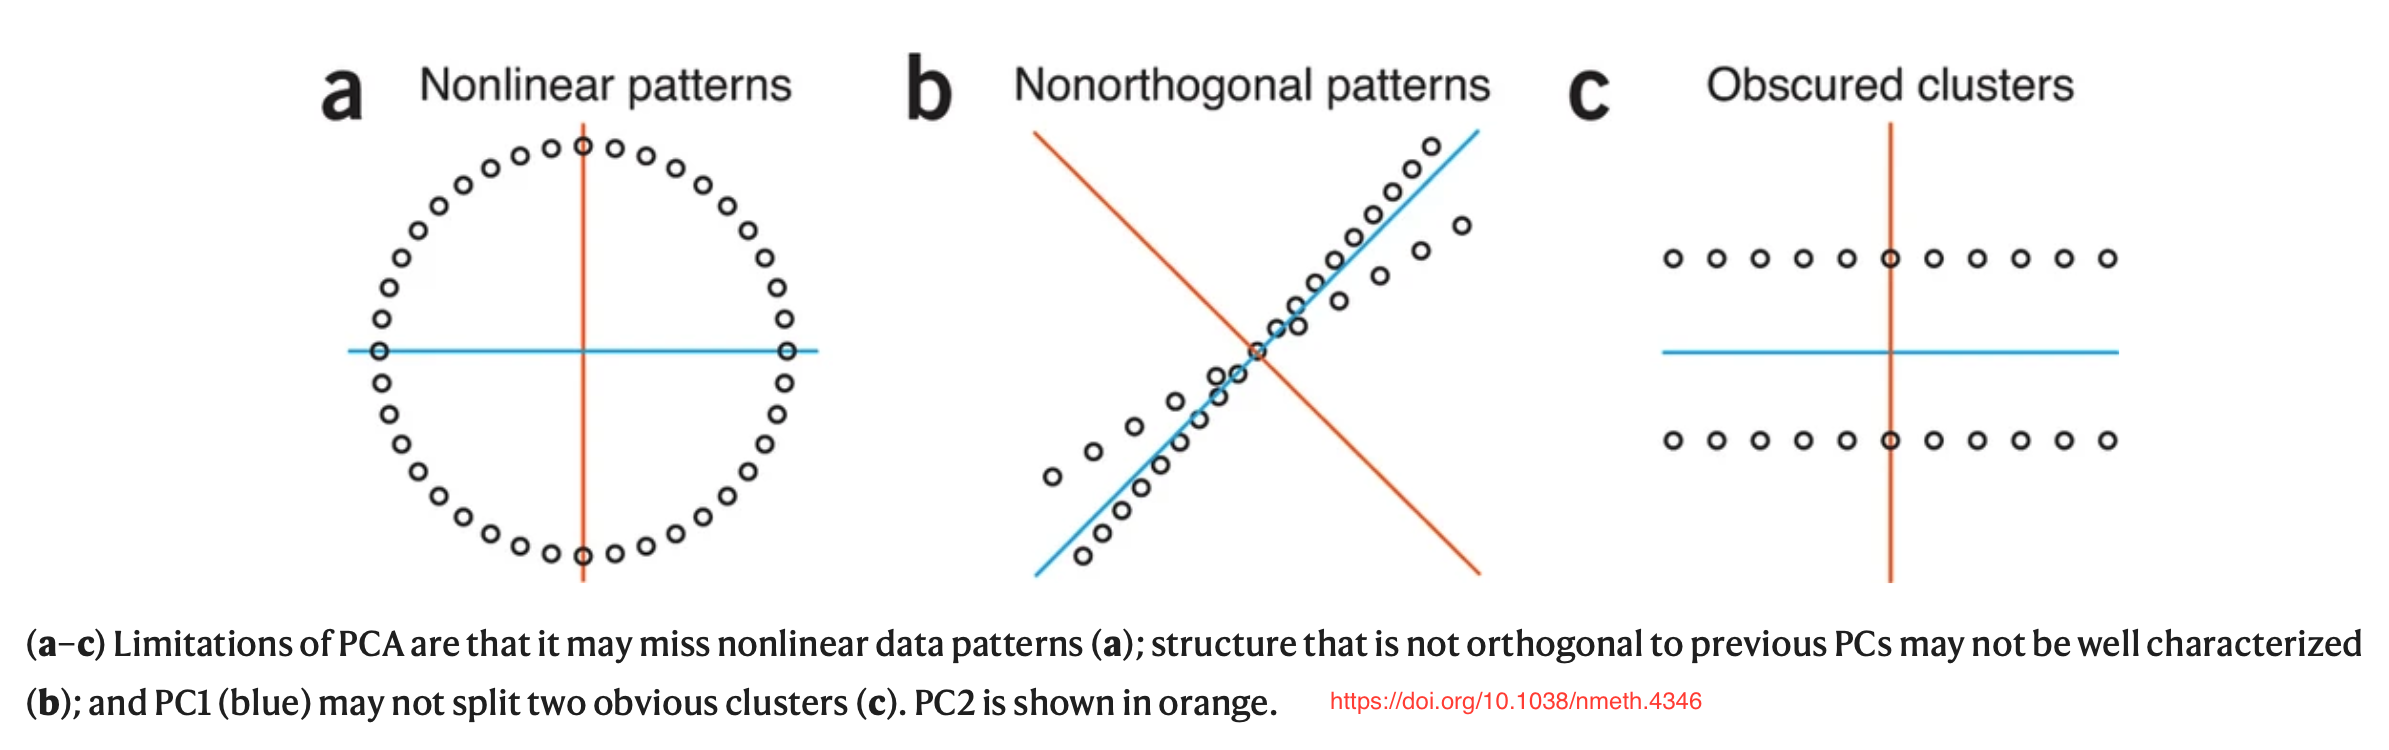 a Nonlinear patterns
b Nonorthogonal patterns
c Obscured clusters
(a–c) Limitations of PCA are that it may miss nonlinear data patterns (a); structure that is not orthogonal to previous PCs may not be well characterized
(b); and PC1 (blue) may not split two obvious clusters (c). PC2 is shown in orange. https://doi.org/10.1038/nmeth.4346